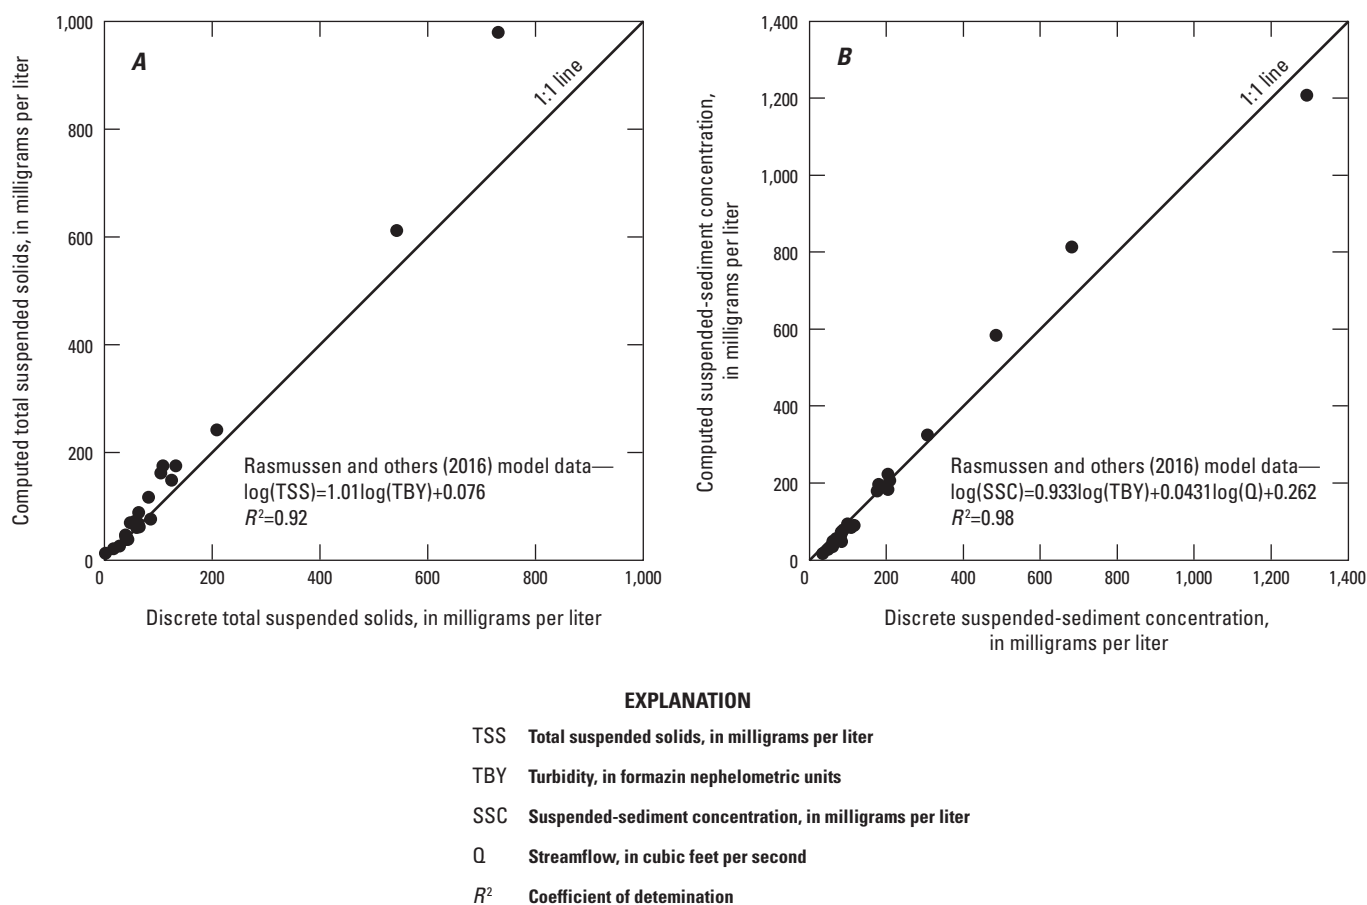 Computed total suspended solids, in milligrams per liter
1,000
800
600
400
200
0
A
1:1 line
Rasmussen and others (2016) model data—
log(TSS)=1.01log(TBY)+0.076
R²=0.92
0
200
400
600
800
1,000
Discrete total suspended solids, in milligrams per liter
Computed suspended-sediment concentration,
in milligrams per liter
1,400
1,200
1,000
800
600
400
200
0
B
1:1 line
Rasmussen and others (2016) model data—
log(SSC)=0.933log(TBY)+0.0431log(Q)+0.262
R²=0.98
0
200
400
600
800
1,000
1,200
1,400
Discrete suspended-sediment concentration,
in milligrams per liter
EXPLANATION
TSS Total suspended solids, in milligrams per liter
TBY Turbidity, in formazin nephelometric units
SSC Suspended-sediment concentration, in milligrams per liter
Q Streamflow, in cubic feet per second
R² Coefficient of detemination